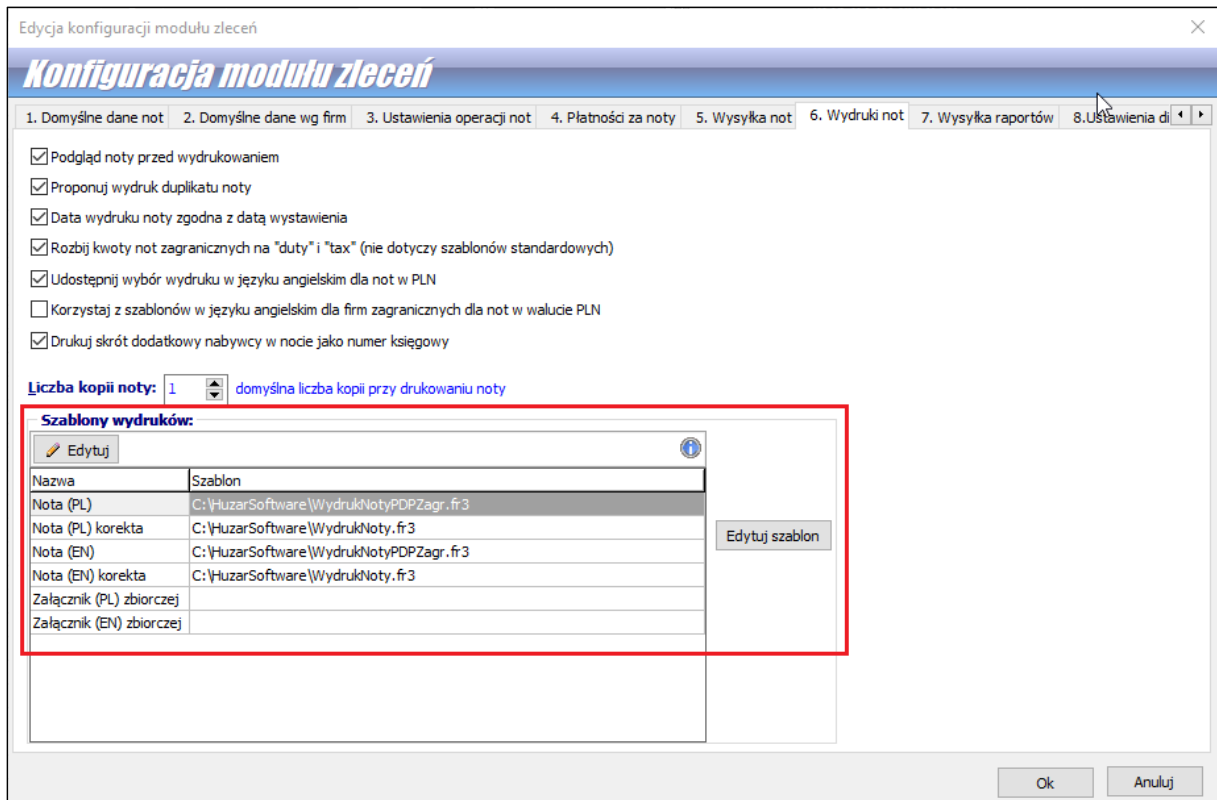 Edycja konfiguracji modułu zleceń
Konfiguracja modułu zleceń
1. Domyślne dane not 2. Domyślne dane wg firm 3. Ustawienia operacji not 4. Płatności za noty 5. Wysyłka not 6. Wydruki not 7. Wysyłka raportów 8.Ustawienia di
Podgląd noty przed wydrukowaniem
Proponuj wydruk duplikatu noty
Data wydruku noty zgodna z datą wystawienia
Rozbij kwoty not zagranicznych na "duty" i "tax" (nie dotyczy szablonów standardowych)
Udostępnij wybór wydruku w języku angielskim dla not w PLN
Korzystaj z szablonów w języku angielskim dla firm zagranicznych dla not w walucie PLN
Drukuj skrót dodatkowy nabywcy w nocie jako numer księgowy
Liczba kopii noty: 1 domyślna liczba kopii przy drukowaniu noty
Szablony wydruków:
Edytuj
Nazwa Szablon
Nota (PL) C:\HuzarSoftware\WydrukNotyPDPZagr.fr3
Nota (PL) korekta C:\HuzarSoftware\WydrukNoty.fr3
Nota (EN) C:\HuzarSoftware\WydrukNotyPDPZagr.fr3
Nota (EN) korekta C:\HuzarSoftware\WydrukNoty.fr3
Załącznik (PL) zbiorczej
Załącznik (EN) zbiorczej
Edytuj szablon
Ok Anuluj